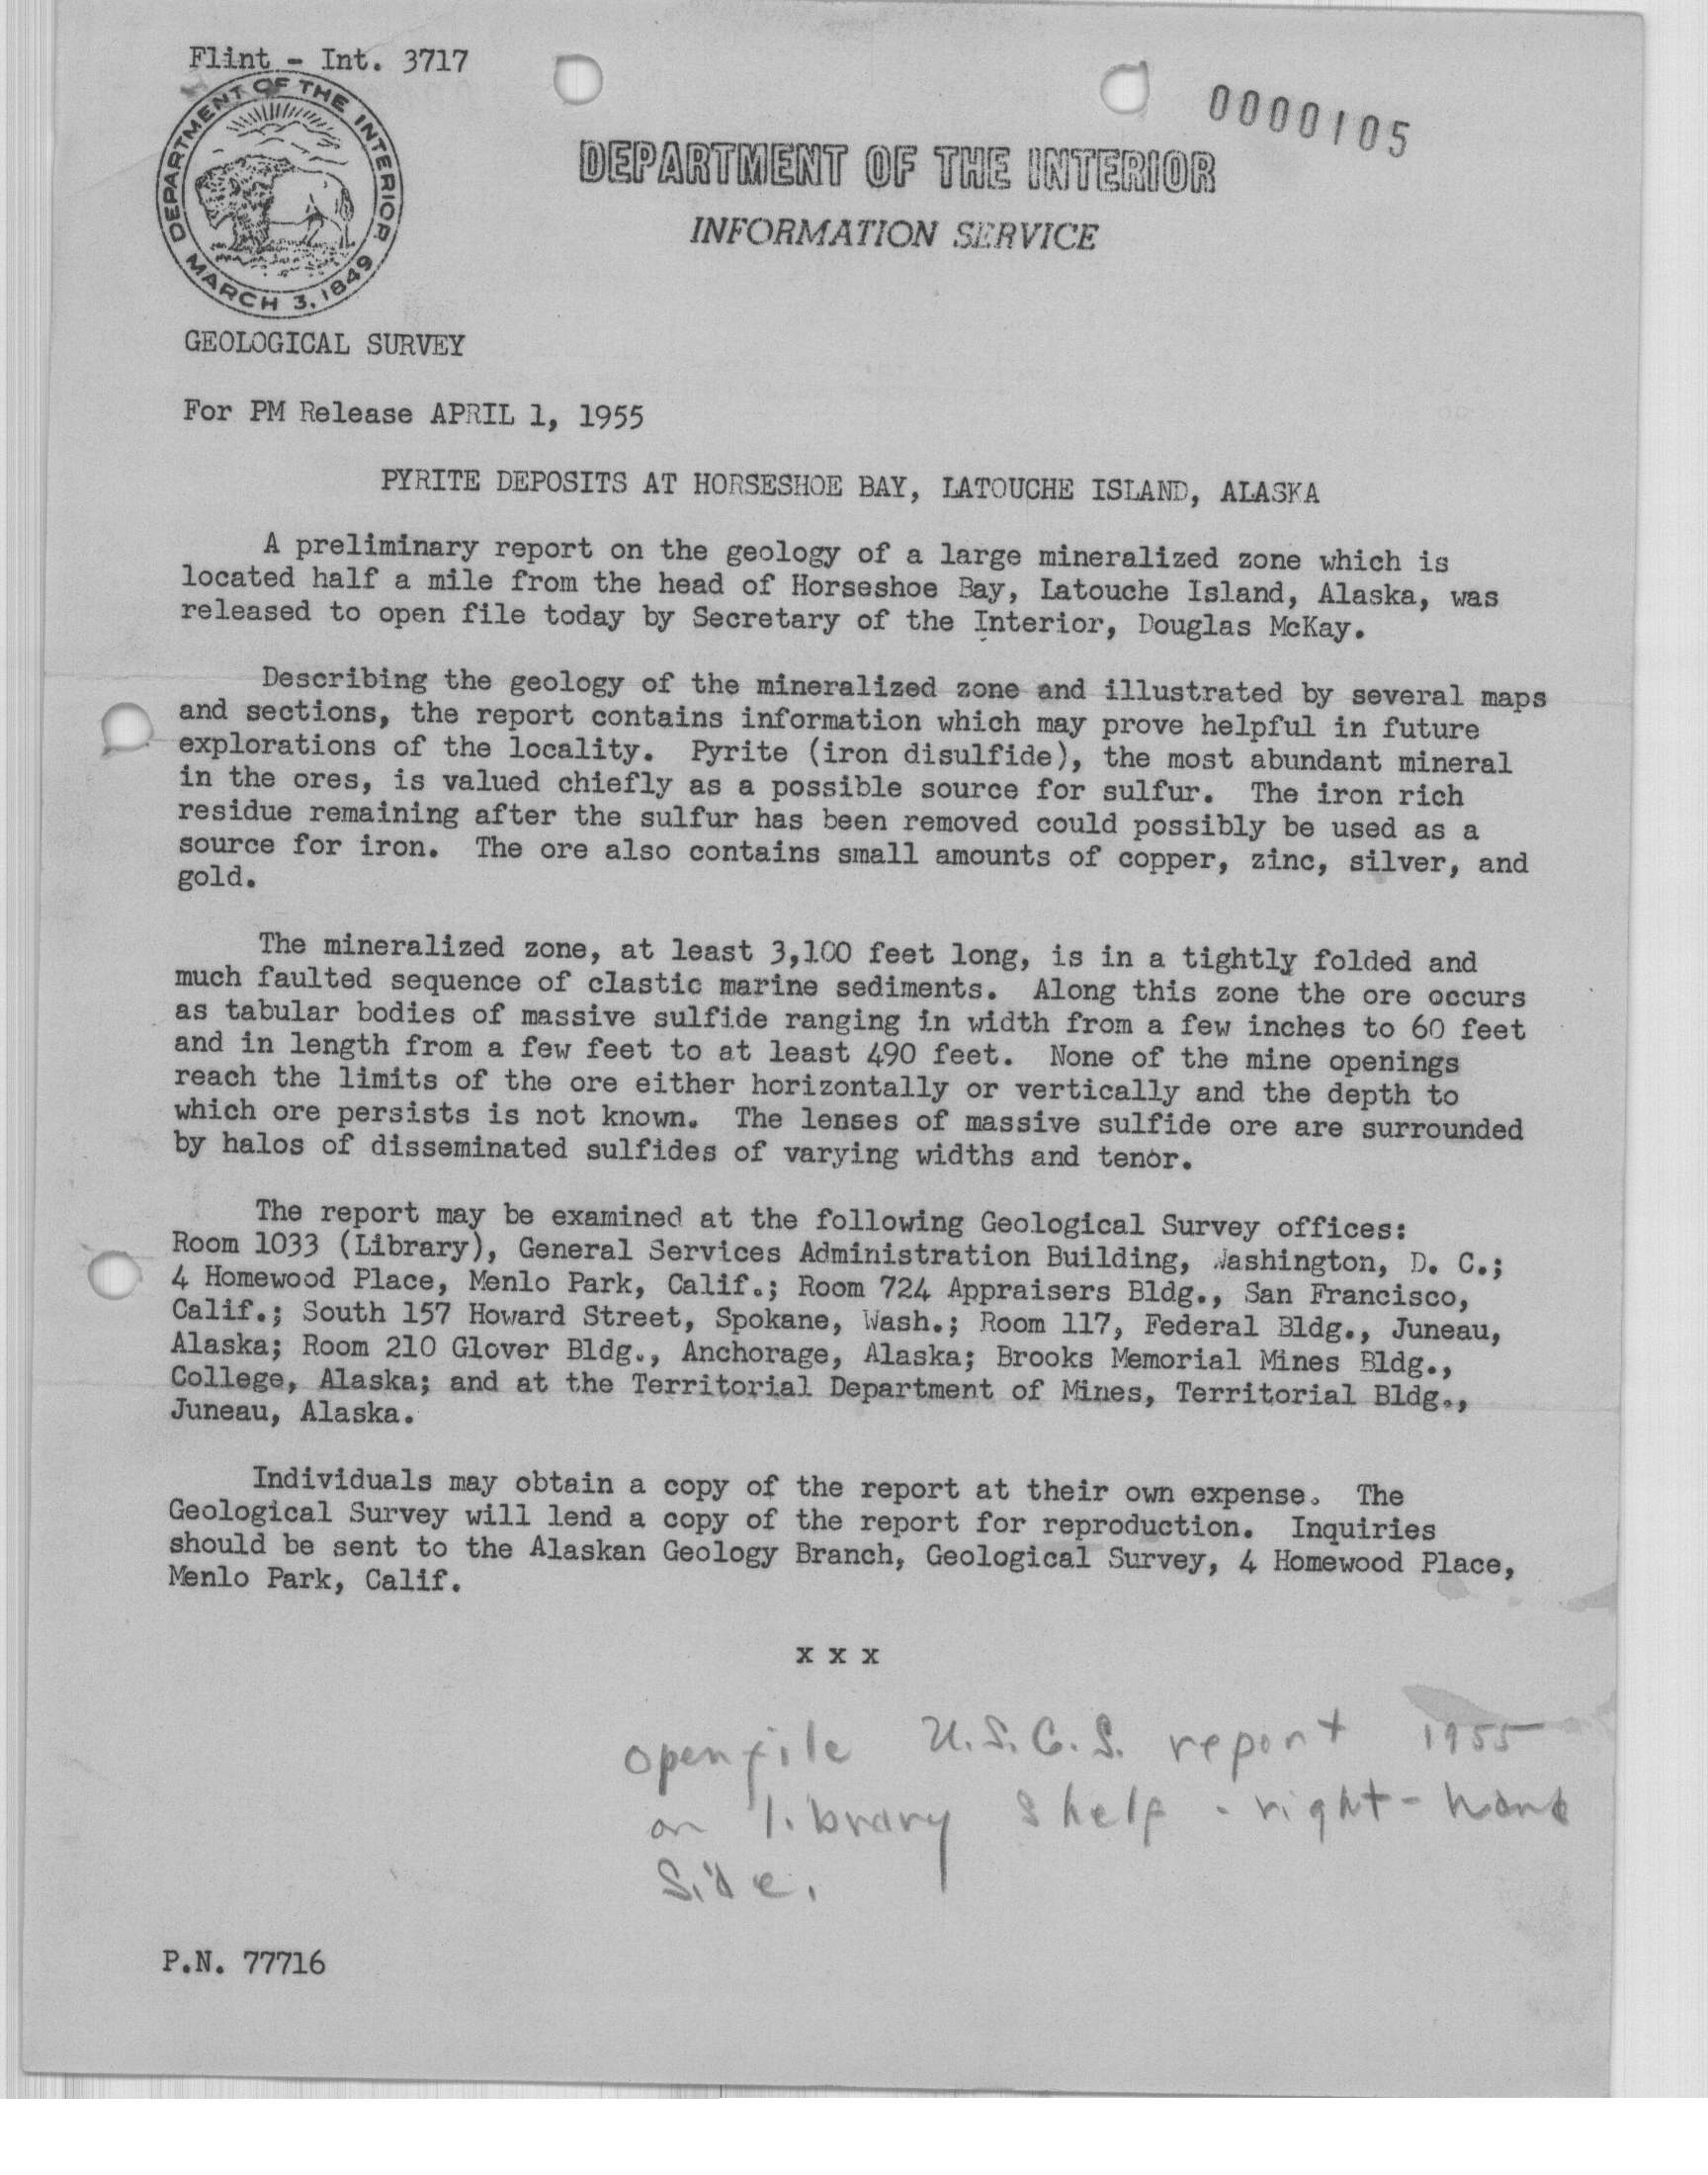 Flint - Int. 3717
0000105
DEPARTMENT OF THE INTERIOR
MARCH 3, 1849
DEPARTMENT OF THE INTERIOR
INFORMATION SERVICE
GEOLOGICAL SURVEY
For PM Release APRIL 1, 1955
PYRITE DEPOSITS AT HORSESHOE BAY, LATOUCHE ISLAND, ALASKA
A preliminary report on the geology of a large mineralized zone which is
located half a mile from the head of Horseshoe Bay, Latouche Island, Alaska, was
released to open file today by Secretary of the Interior, Douglas McKay.
Describing the geology of the mineralized zone and illustrated by several maps
and sections, the report contains information which may prove helpful in future
explorations of the locality. Pyrite (iron disulfide), the most abundant mineral
in the ores, is valued chiefly as a possible source for sulfur. The iron rich
residue remaining after the sulfur has been removed could possibly be used as a
source for iron. The ore also contains small amounts of copper, zinc, silver, and
gold.
The mineralized zone, at least 3,100 feet long, is in a tightly folded and
much faulted sequence of clastic marine sediments. Along this zone the ore occurs
as tabular bodies of massive sulfide ranging in width from a few inches to 60 feet
and in length from a few feet to at least 490 feet. None of the mine openings
reach the limits of the ore either horizontally or vertically and the depth to
which ore persists is not known. The lenses of massive sulfide ore are surrounded
by halos of disseminated sulfides of varying widths and tenor.
The report may be examined at the following Geological Survey offices:
Room 1033 (Library), General Services Administration Building, Washington, D. C.;
4 Homewood Place, Menlo Park, Calif.; Room 724 Appraisers Bldg., San Francisco,
Calif.; South 157 Howard Street, Spokane, Wash.; Room 117, Federal Bldg., Juneau,
Alaska; Room 210 Glover Bldg., Anchorage, Alaska; Brooks Memorial Mines Bldg.,
College, Alaska; and at the Territorial Department of Mines, Territorial Bldg.,
Juneau, Alaska.
Individuals may obtain a copy of the report at their own expense. The
Geological Survey will lend a copy of the report for reproduction. Inquiries
should be sent to the Alaskan Geology Branch, Geological Survey, 4 Homewood Place,
Menlo Park, Calif.
x x x
open file U.S.G.S. report 1955
on library shelf - right-hand
side.
P.N. 77716